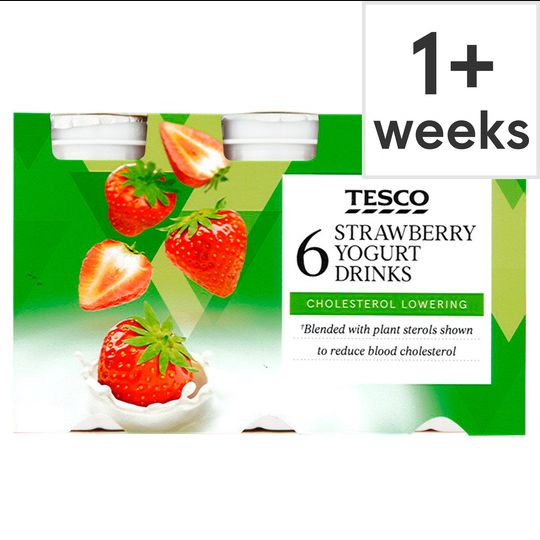 1+
weeks
TESCO
6 STRAWBERRY
YOGURT
DRINKS
CHOLESTEROL LOWERING
†Blended with plant sterols shown
to reduce blood cholesterol